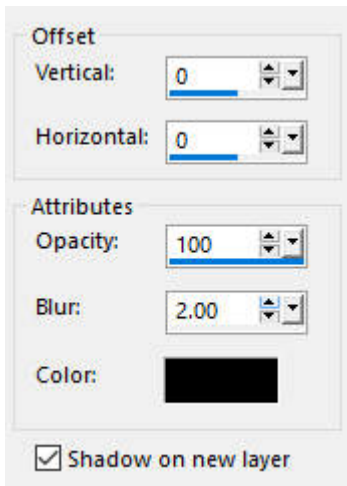 Offset
Vertical: 0
Horizontal: 0
Attributes
Opacity: 100
Blur: 2.00
Color:
Shadow on new layer